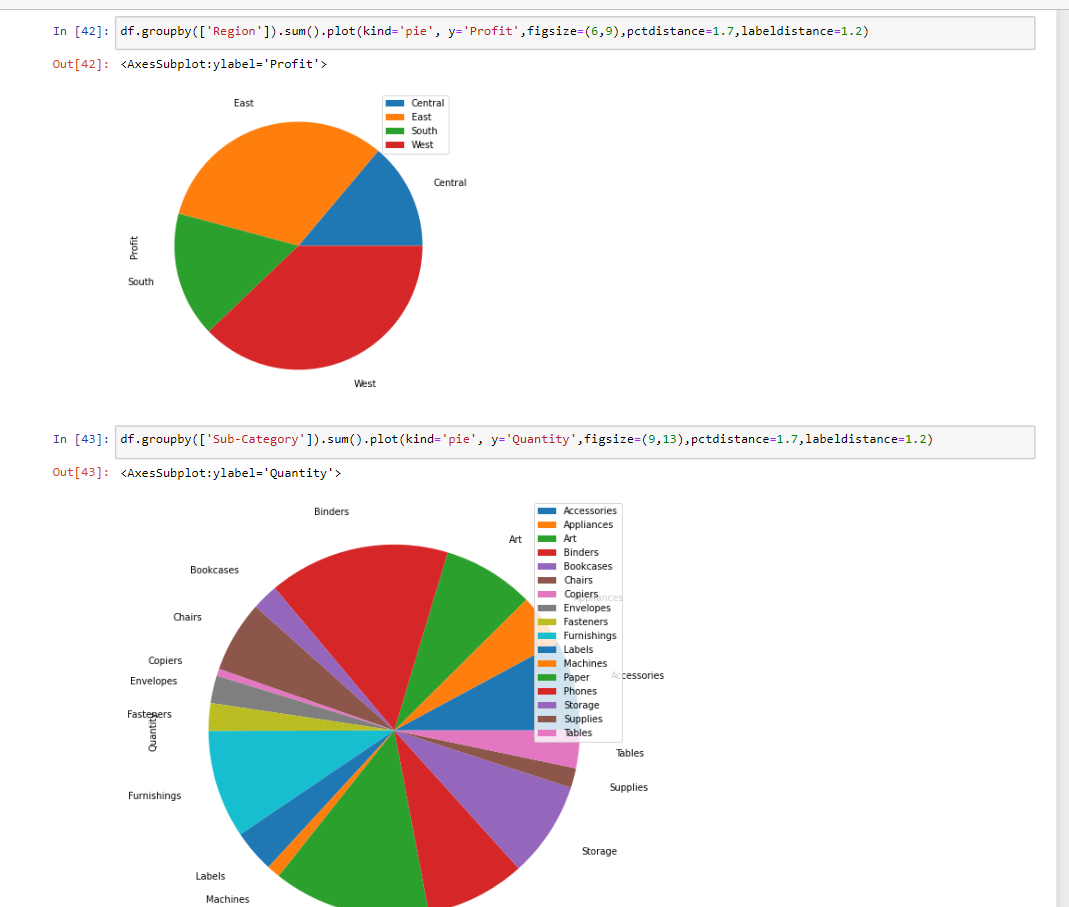 In [42]: df.groupby(['Region']).sum().plot(kind='pie', y='Profit',figsize=(6,9),pctdistance=1.7,labeldistance=1.2)
Out[42]: <AxesSubplot:ylabel='Profit'>
East
Central
East
South
West
Central
Profit
South
West
In [43]: df.groupby(['Sub-Category']).sum().plot(kind='pie', y='Quantity',figsize=(9,13),pctdistance=1.7,labeldistance=1.2)
Out[43]: <AxesSubplot:ylabel='Quantity'>
Binders
Art
Bookcases
Chairs
Copiers
Envelopes
Fasteners
Quantity
Furnishings
Labels
Machines
Accessories
Appliances
Art
Binders
Bookcases
Chairs
Copiers
Envelopes
Fasteners
Furnishings
Labels
Machines
Paper
Phones
Storage
Supplies
Tables
Appliances
Accessories
Tables
Supplies
Storage